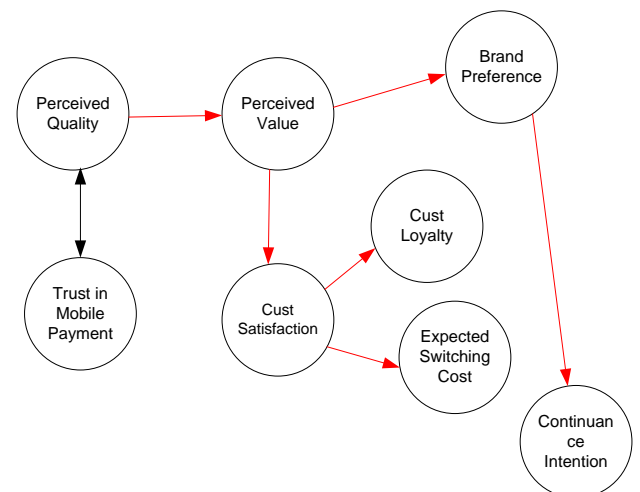 Brand
Preference
Perceived
Quality
Perceived
Value
Cust
Loyalty
Trust in
Mobile
Payment
Cust
Satisfaction
Expected
Switching
Cost
Continuan
ce
Intention